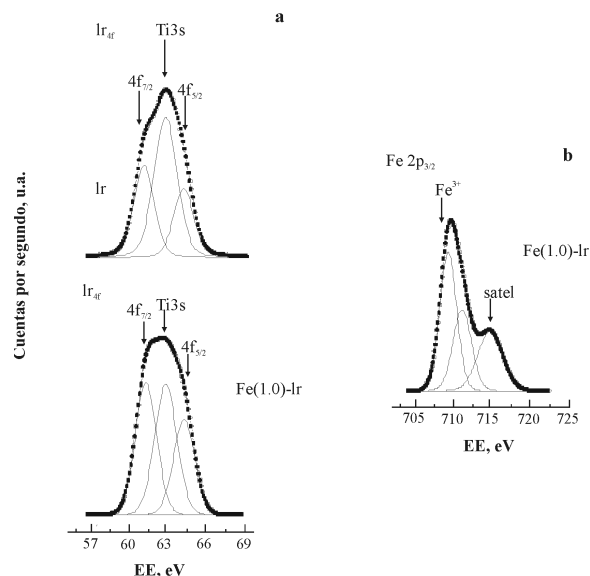 a
Ir4f
Ti3s
4f7/2
4f5/2
Ir
Ir4f
Ti3s
4f7/2
4f5/2
Fe(1.0)-Ir
57 60 63 66 69
EE, eV
Cuentas por segundo, u.a.
b
Fe 2p3/2
Fe3+
Fe(1.0)-Ir
satel
705 710 715 720 725
EE, eV